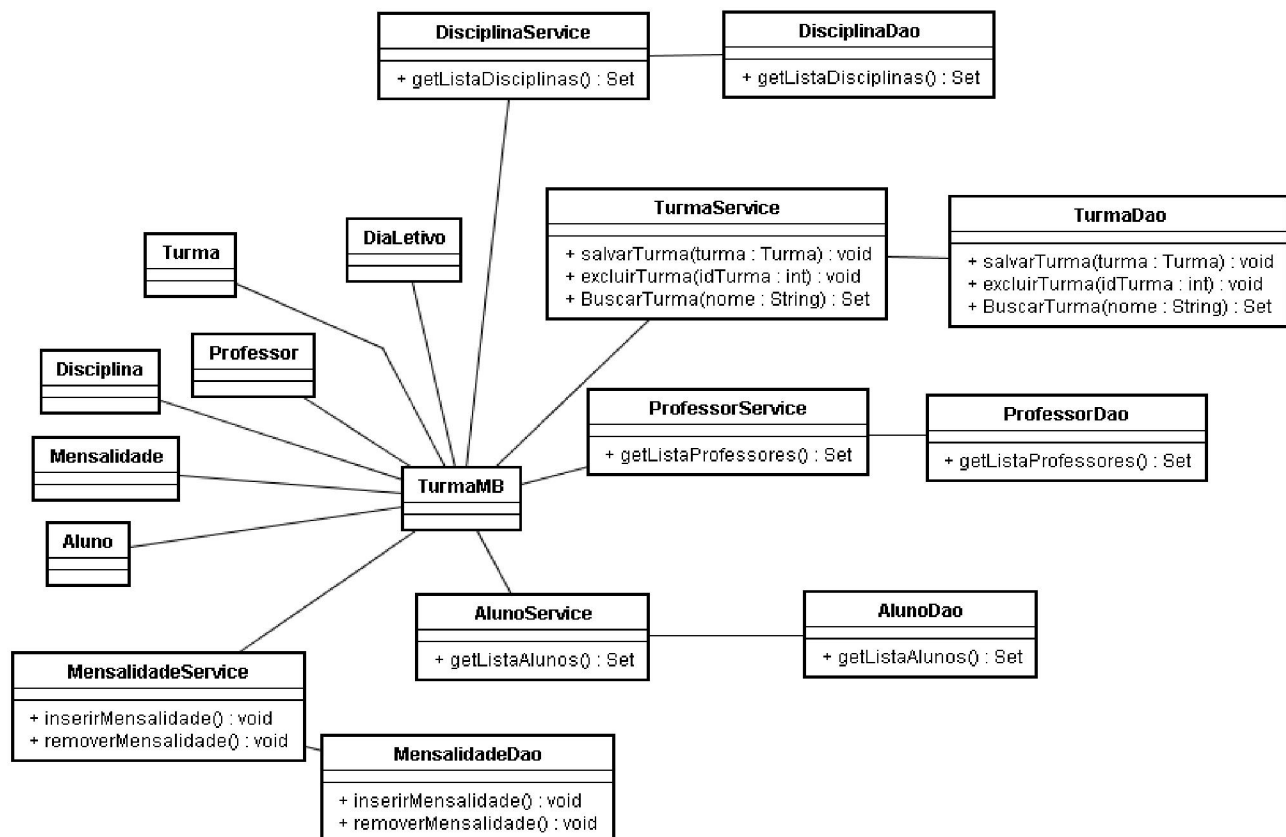 DisciplinaService
+ getListaDisciplinas() : Set
DisciplinaDao
+ getListaDisciplinas() : Set
TurmaService
+ salvarTurma(turma : Turma) : void
+ excluirTurma(idTurma : int) : void
+ BuscarTurma(nome : String) : Set
TurmaDao
+ salvarTurma(turma : Turma) : void
+ excluirTurma(idTurma : int) : void
+ BuscarTurma(nome : String) : Set
DiaLetivo
Turma
Professor
Disciplina
Mensalidade
Aluno
TurmaMB
ProfessorService
+ getListaProfessores() : Set
ProfessorDao
+ getListaProfessores() : Set
AlunoService
+ getListaAlunos() : Set
AlunoDao
+ getListaAlunos() : Set
MensalidadeService
+ inserirMensalidade() : void
+ removerMensalidade() : void
MensalidadeDao
+ inserirMensalidade() : void
+ removerMensalidade() : void